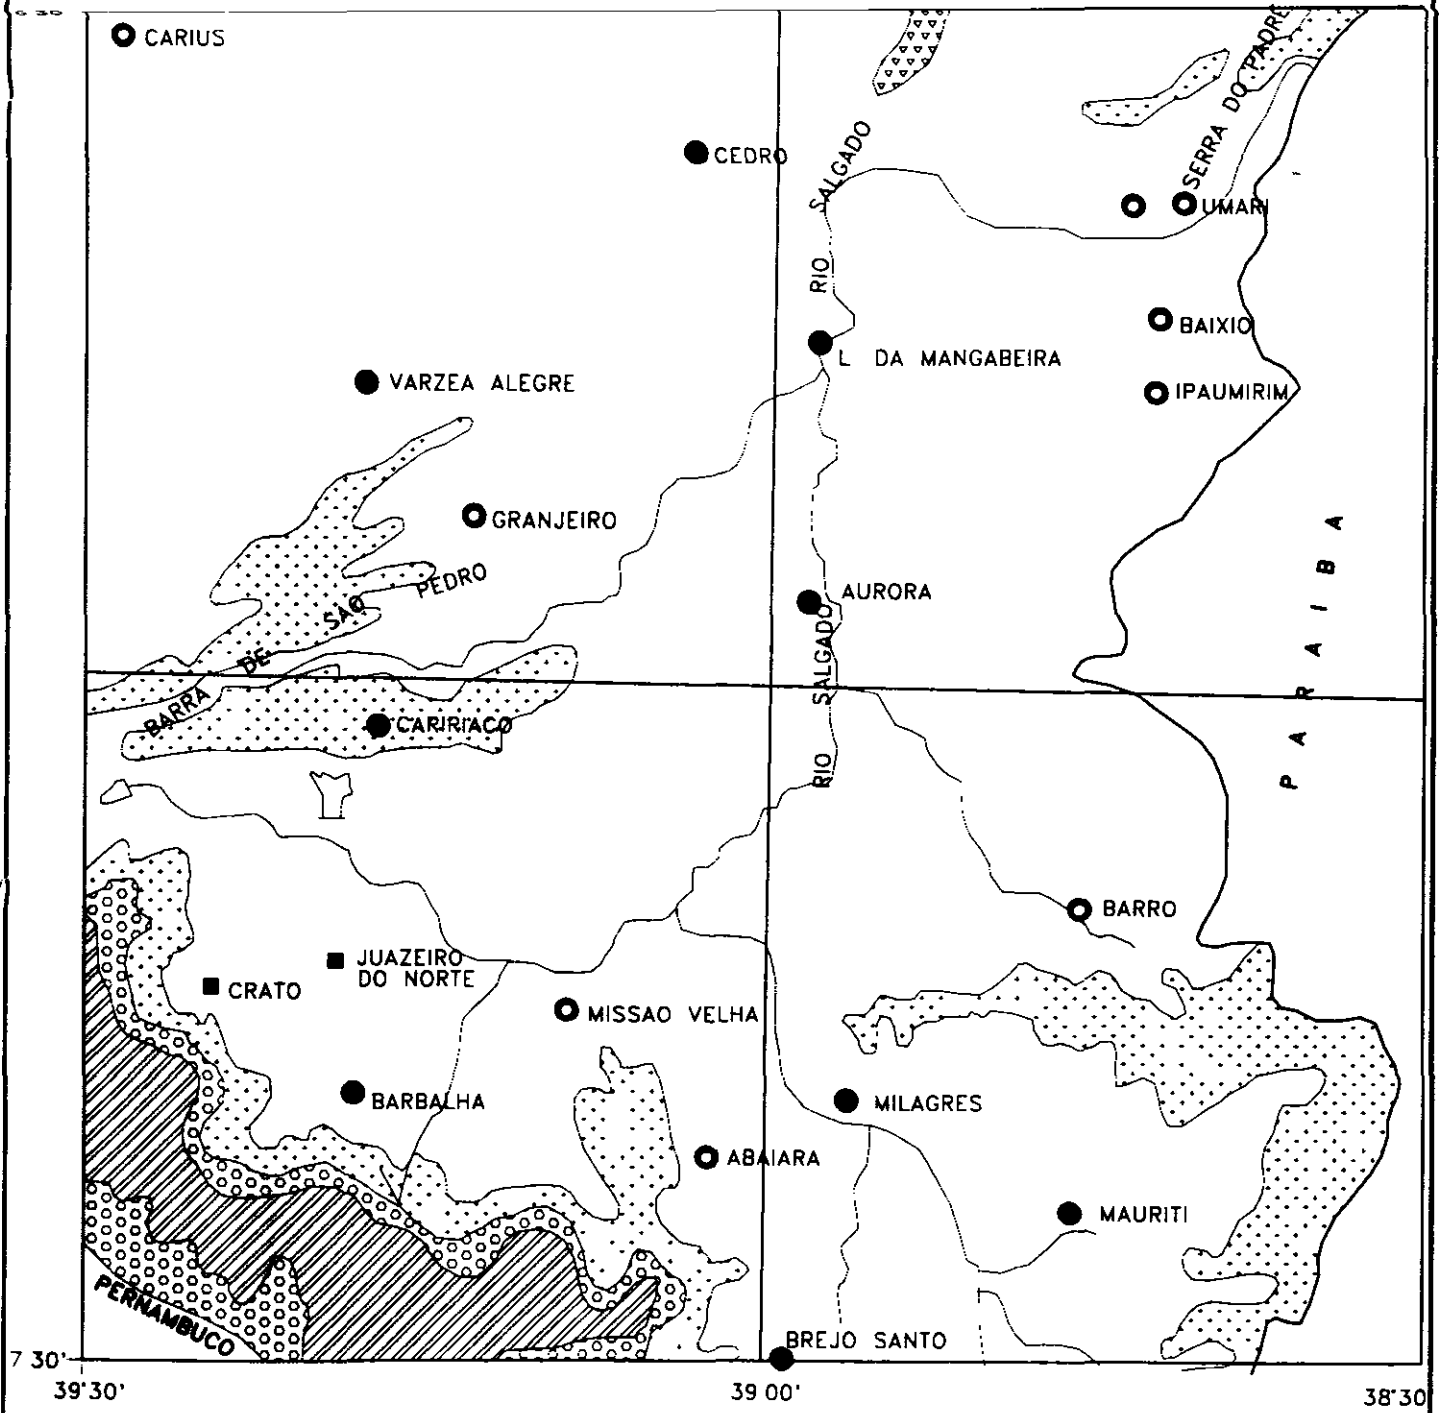 CARIUS
CEDRO
SERRA DO PADRE
RIO SALGADO
UMARI
BAIXIO
L DA MANGABEIRA
VARZEA ALEGRE
IPAUMIRIM
GRANJEIRO
BARRA DE SAO PEDRO
AURORA
PARAIBA
CARIRIACO
RIO SALGADO
BARRO
JUAZEIRO
DO NORTE
CRATO
MISSAO VELHA
BARBALHA
MILAGRES
ABAIARA
MAURITI
PERNAMBUCO
BREJO SANTO
7 30'
39°30'
39 00'
38°30